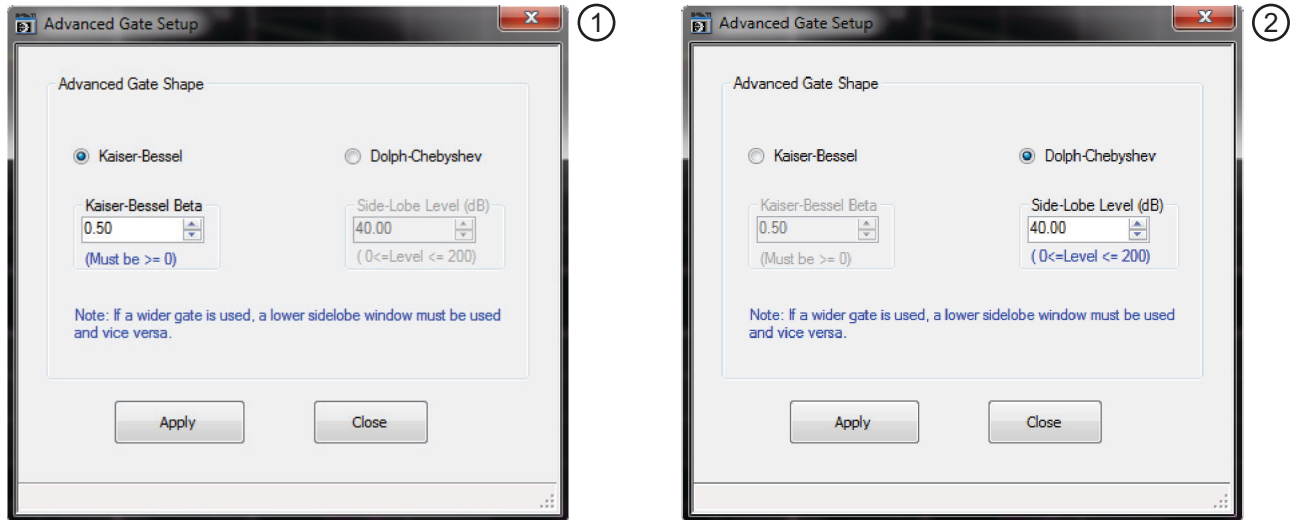 Advanced Gate Setup
x
1
Advanced Gate Shape
Kaiser-Bessel
Dolph-Chebyshev
Kaiser-Bessel Beta
Side-Lobe Level (dB)
0.50
40.00
(Must be >= 0)
( 0<=Level <= 200)
Note: If a wider gate is used, a lower sidelobe window must be used
and vice versa.
Apply
Close
Advanced Gate Setup
x
2
Advanced Gate Shape
Kaiser-Bessel
Dolph-Chebyshev
Kaiser-Bessel Beta
Side-Lobe Level (dB)
0.50
40.00
(Must be >= 0)
( 0<=Level <= 200)
Note: If a wider gate is used, a lower sidelobe window must be used
and vice versa.
Apply
Close